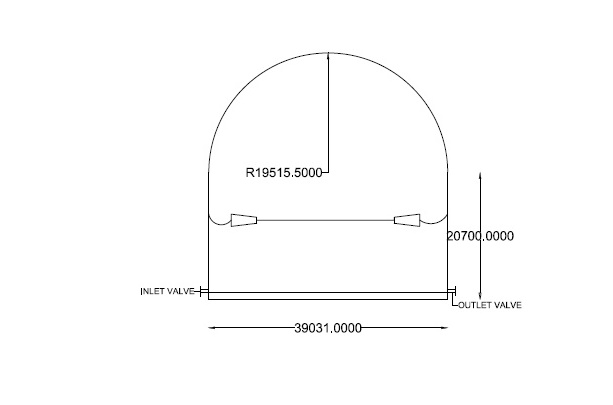 R19515.5000
20700.0000
INLET VALVE
OUTLET VALVE
39031.0000